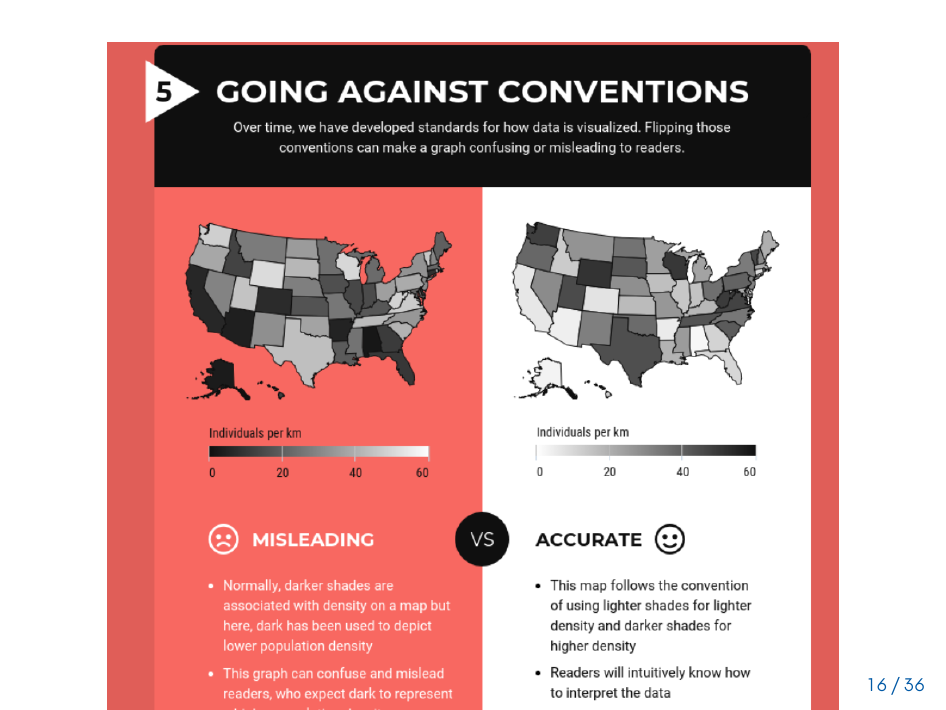 5
GOING AGAINST CONVENTIONS
Over time, we have developed standards for how data is visualized. Flipping those
conventions can make a graph confusing or misleading to readers.
Individuals per km
0 20 40 60
Individuals per km
0 20 40 60
MISLEADING
VS
ACCURATE
• Normally, darker shades are
associated with density on a map but
here, dark has been used to depict
lower population density
• This graph can confuse and mislead
readers, who expect dark to represent
• This map follows the convention
of using lighter shades for lighter
density and darker shades for
higher density
• Readers will intuitively know how
to interpret the data
16 / 36